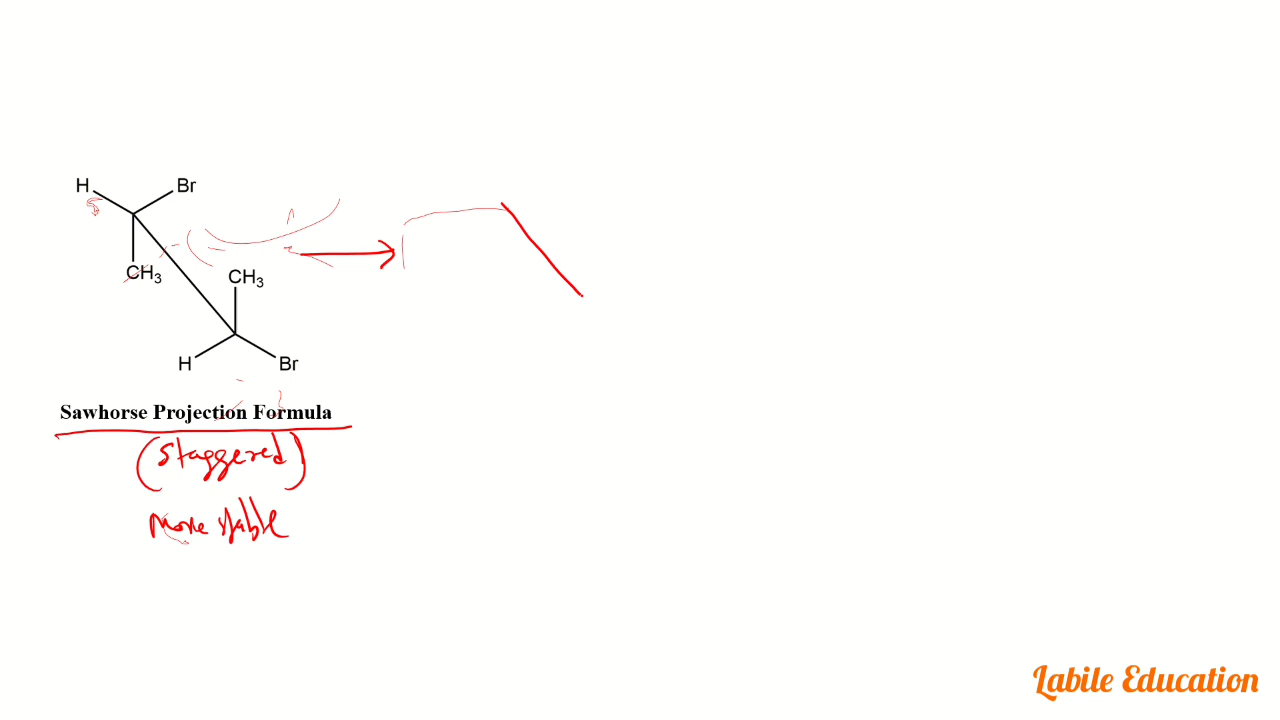 H Br
CH₃
CH₃
H Br
Sawhorse Projection Formula
(Staggered)
More stable
Labile Education